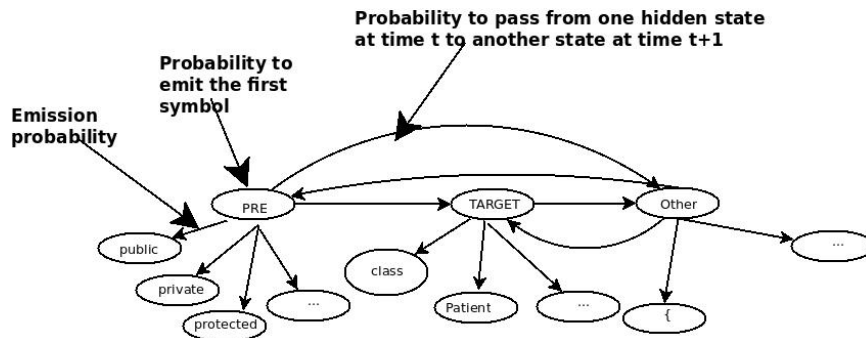 Probability to pass from one hidden state
at time t to another state at time t+1
Probability to
emit the first
symbol
Emission
probability
PRE
TARGET
Other
public
private
protected
...
class
Patient
...
{
...